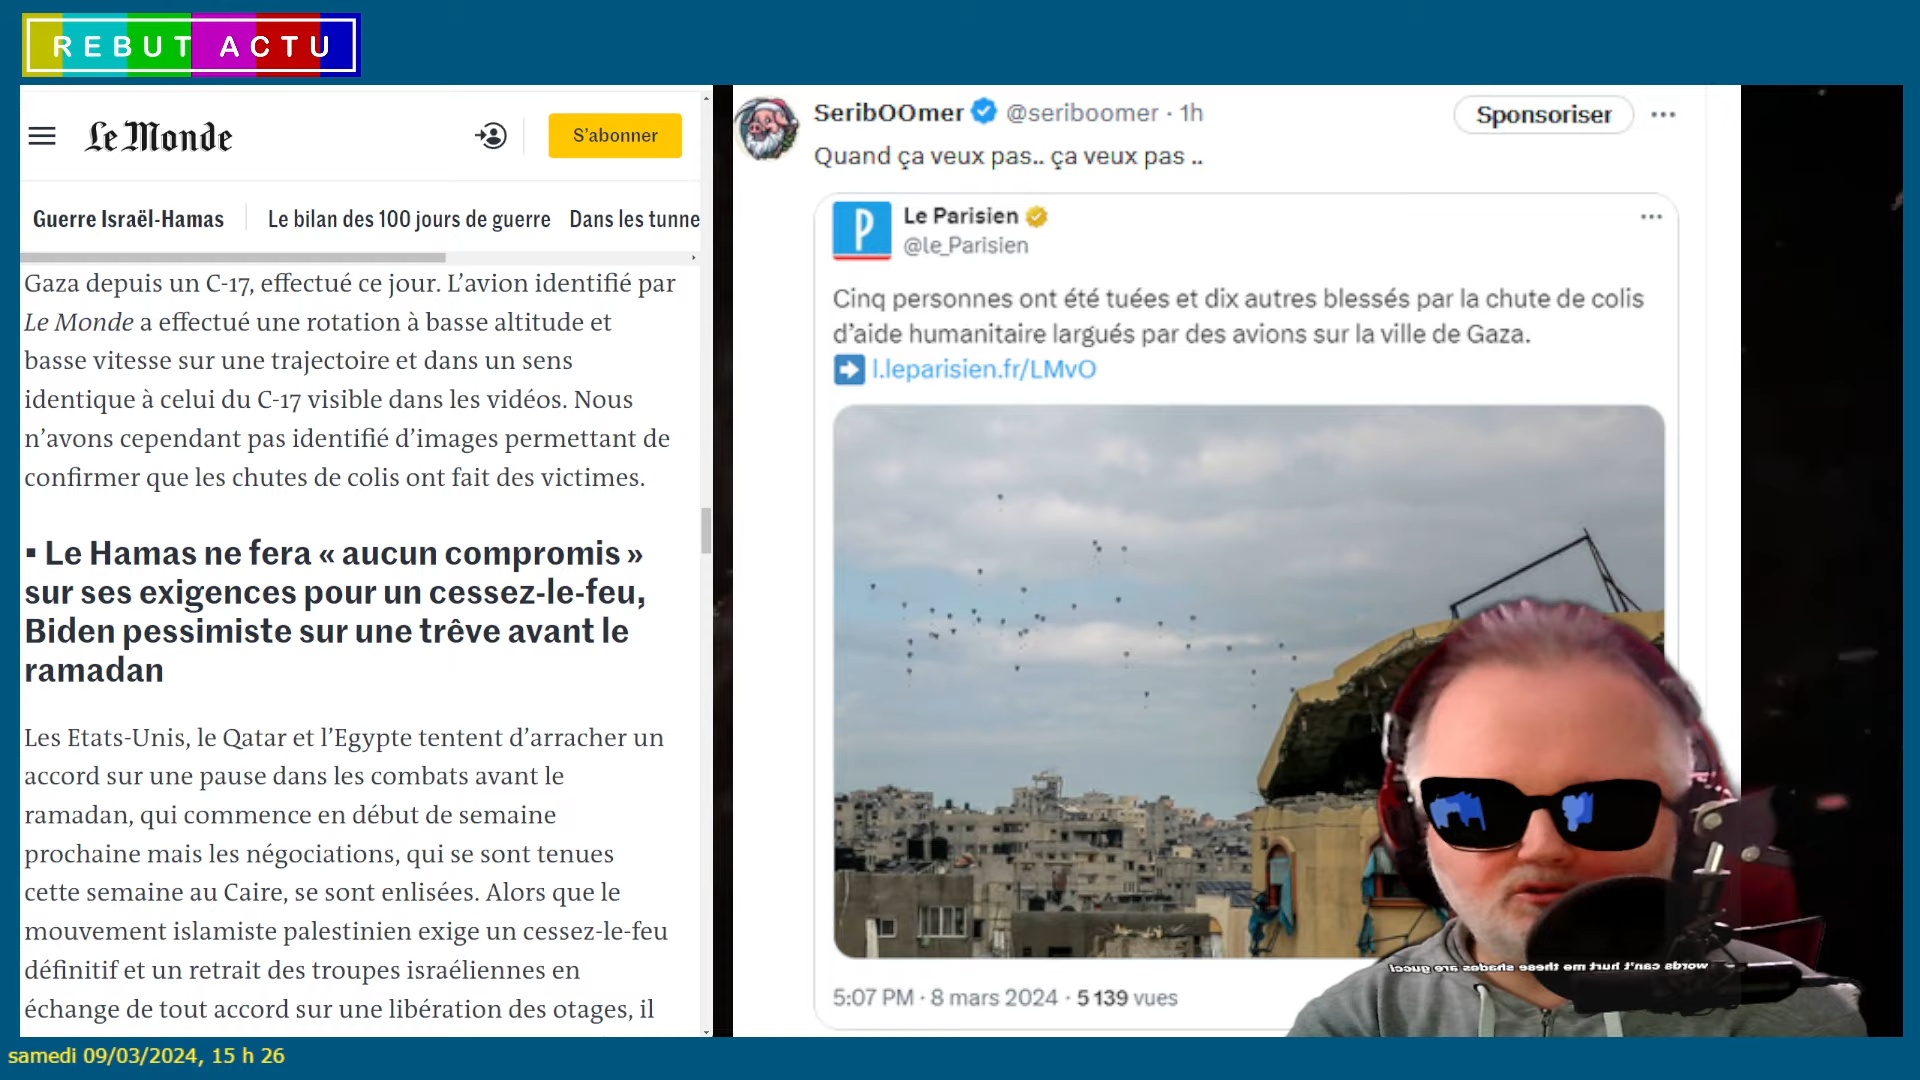 REBUT ACTU
Le Monde
S'abonner
Guerre Israël-Hamas
Le bilan des 100 jours de guerre
Dans les tunne
Gaza depuis un C-17, effectué ce jour. L’avion identifié par
Le Monde a effectué une rotation à basse altitude et
basse vitesse sur une trajectoire et dans un sens
identique à celui du C-17 visible dans les vidéos. Nous
n’avons cependant pas identifié d’images permettant de
confirmer que les chutes de colis ont fait des victimes.
▪ Le Hamas ne fera « aucun compromis »
sur ses exigences pour un cessez-le-feu,
Biden pessimiste sur une trêve avant le
ramadan
Les Etats-Unis, le Qatar et l’Egypte tentent d’arracher un
accord sur une pause dans les combats avant le
ramadan, qui commence en début de semaine
prochaine mais les négociations, qui se sont tenues
cette semaine au Caire, se sont enlisées. Alors que le
mouvement islamiste palestinien exige un cessez-le-feu
définitif et un retrait des troupes israéliennes en
échange de tout accord sur une libération des otages, il
SeribOOmer @seriboomer · 1h
Sponsoriser
Quand ça veux pas.. ça veux pas ..
Le Parisien
@le_Parisien
Cinq personnes ont été tuées et dix autres blessés par la chute de colis
d’aide humanitaire largués par des avions sur la ville de Gaza.
l.leparisien.fr/LMvO
words can't hurt me these shades are gucci
5:07 PM · 8 mars 2024 · 5 139 vues
samedi 09/03/2024, 15 h 26